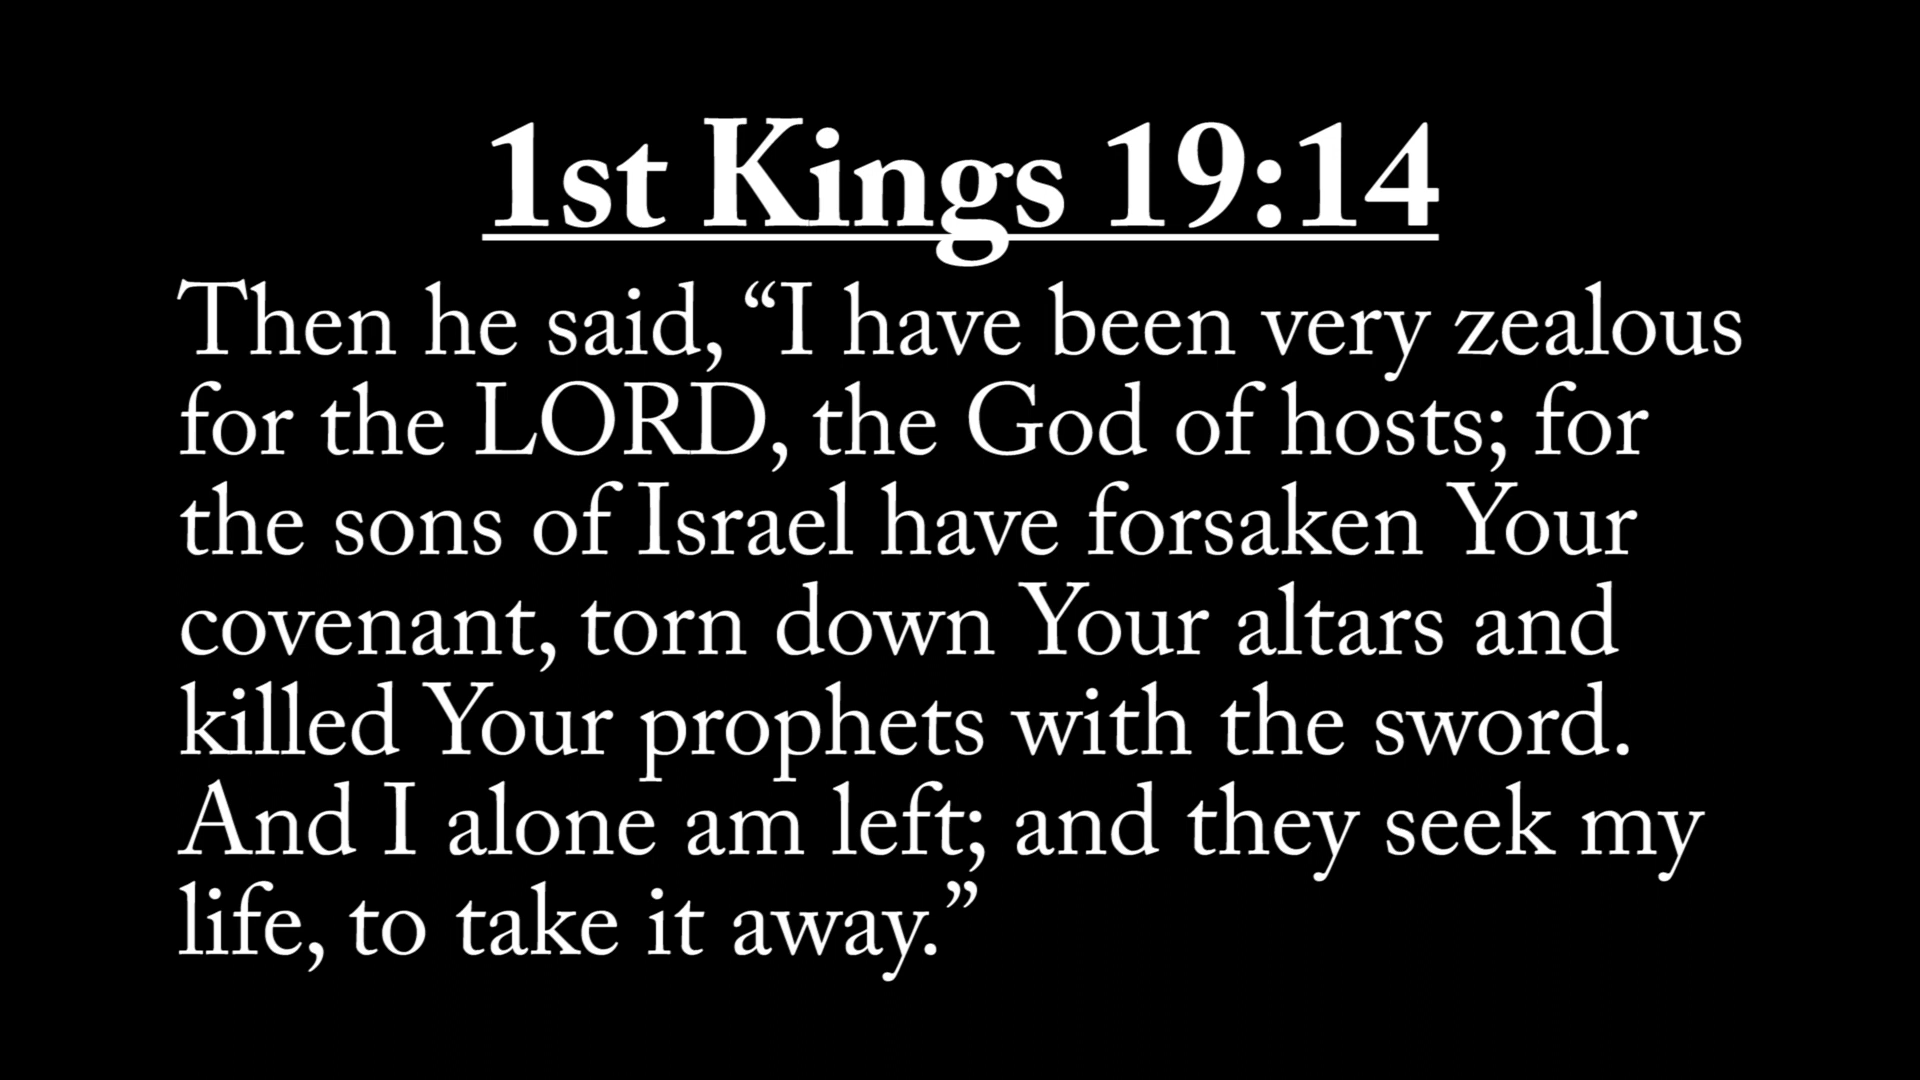 1st Kings 19:14
Then he said, “I have been very zealous
for the LORD, the God of hosts; for
the sons of Israel have forsaken Your
covenant, torn down Your altars and
killed Your prophets with the sword.
And I alone am left; and they seek my
life, to take it away.”